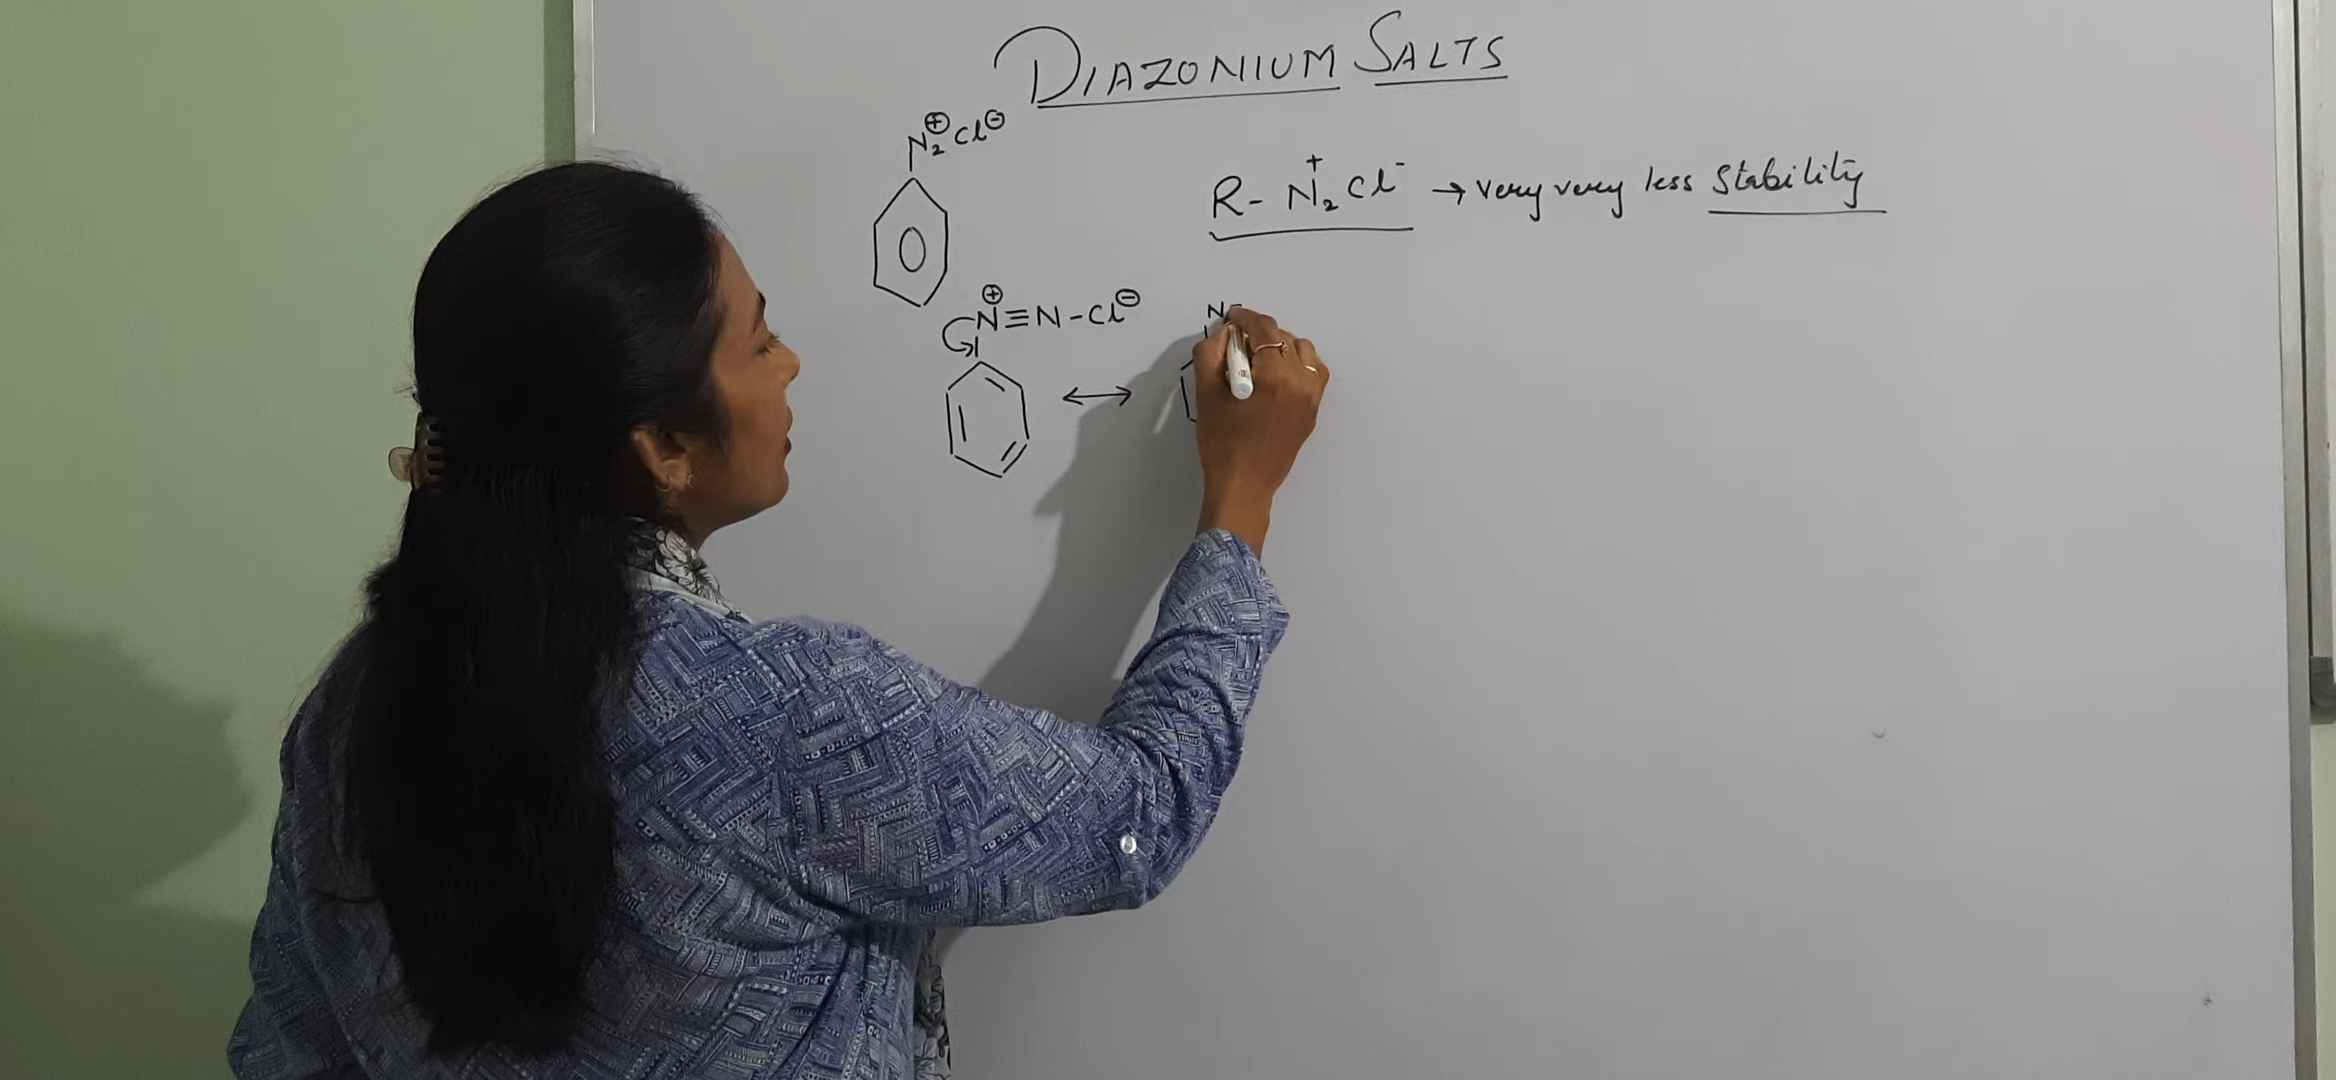 DIAZONIUM SALTS
N₂⊕ Cl⊖
R- N₂⁺ Cl⁻ → very very less stability
N⊕≡N-Cl⊖
N